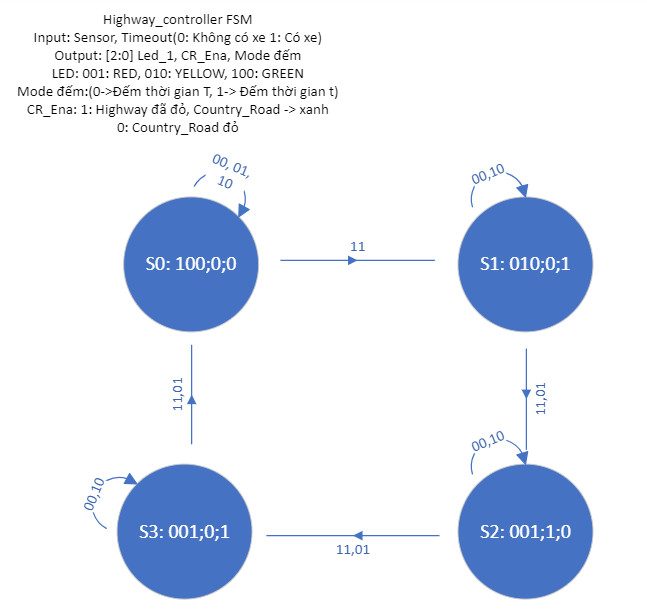 Highway_controller FSM
Input: Sensor, Timeout(0: Không có xe 1: Có xe)
Output: [2:0] Led_1, CR_Ena, Mode đếm
LED: 001: RED, 010: YELLOW, 100: GREEN
Mode đếm:(0->Đếm thời gian T, 1-> Đếm thời gian t)
CR_Ena: 1: Highway đã đỏ, Country_Road -> xanh
0: Country_Road đỏ
00, 01,
10
00,10
S0: 100;0;0
11
S1: 010;0;1
11,01
11,01
00,10
00,10
S3: 001;0;1
11,01
S2: 001;1;0